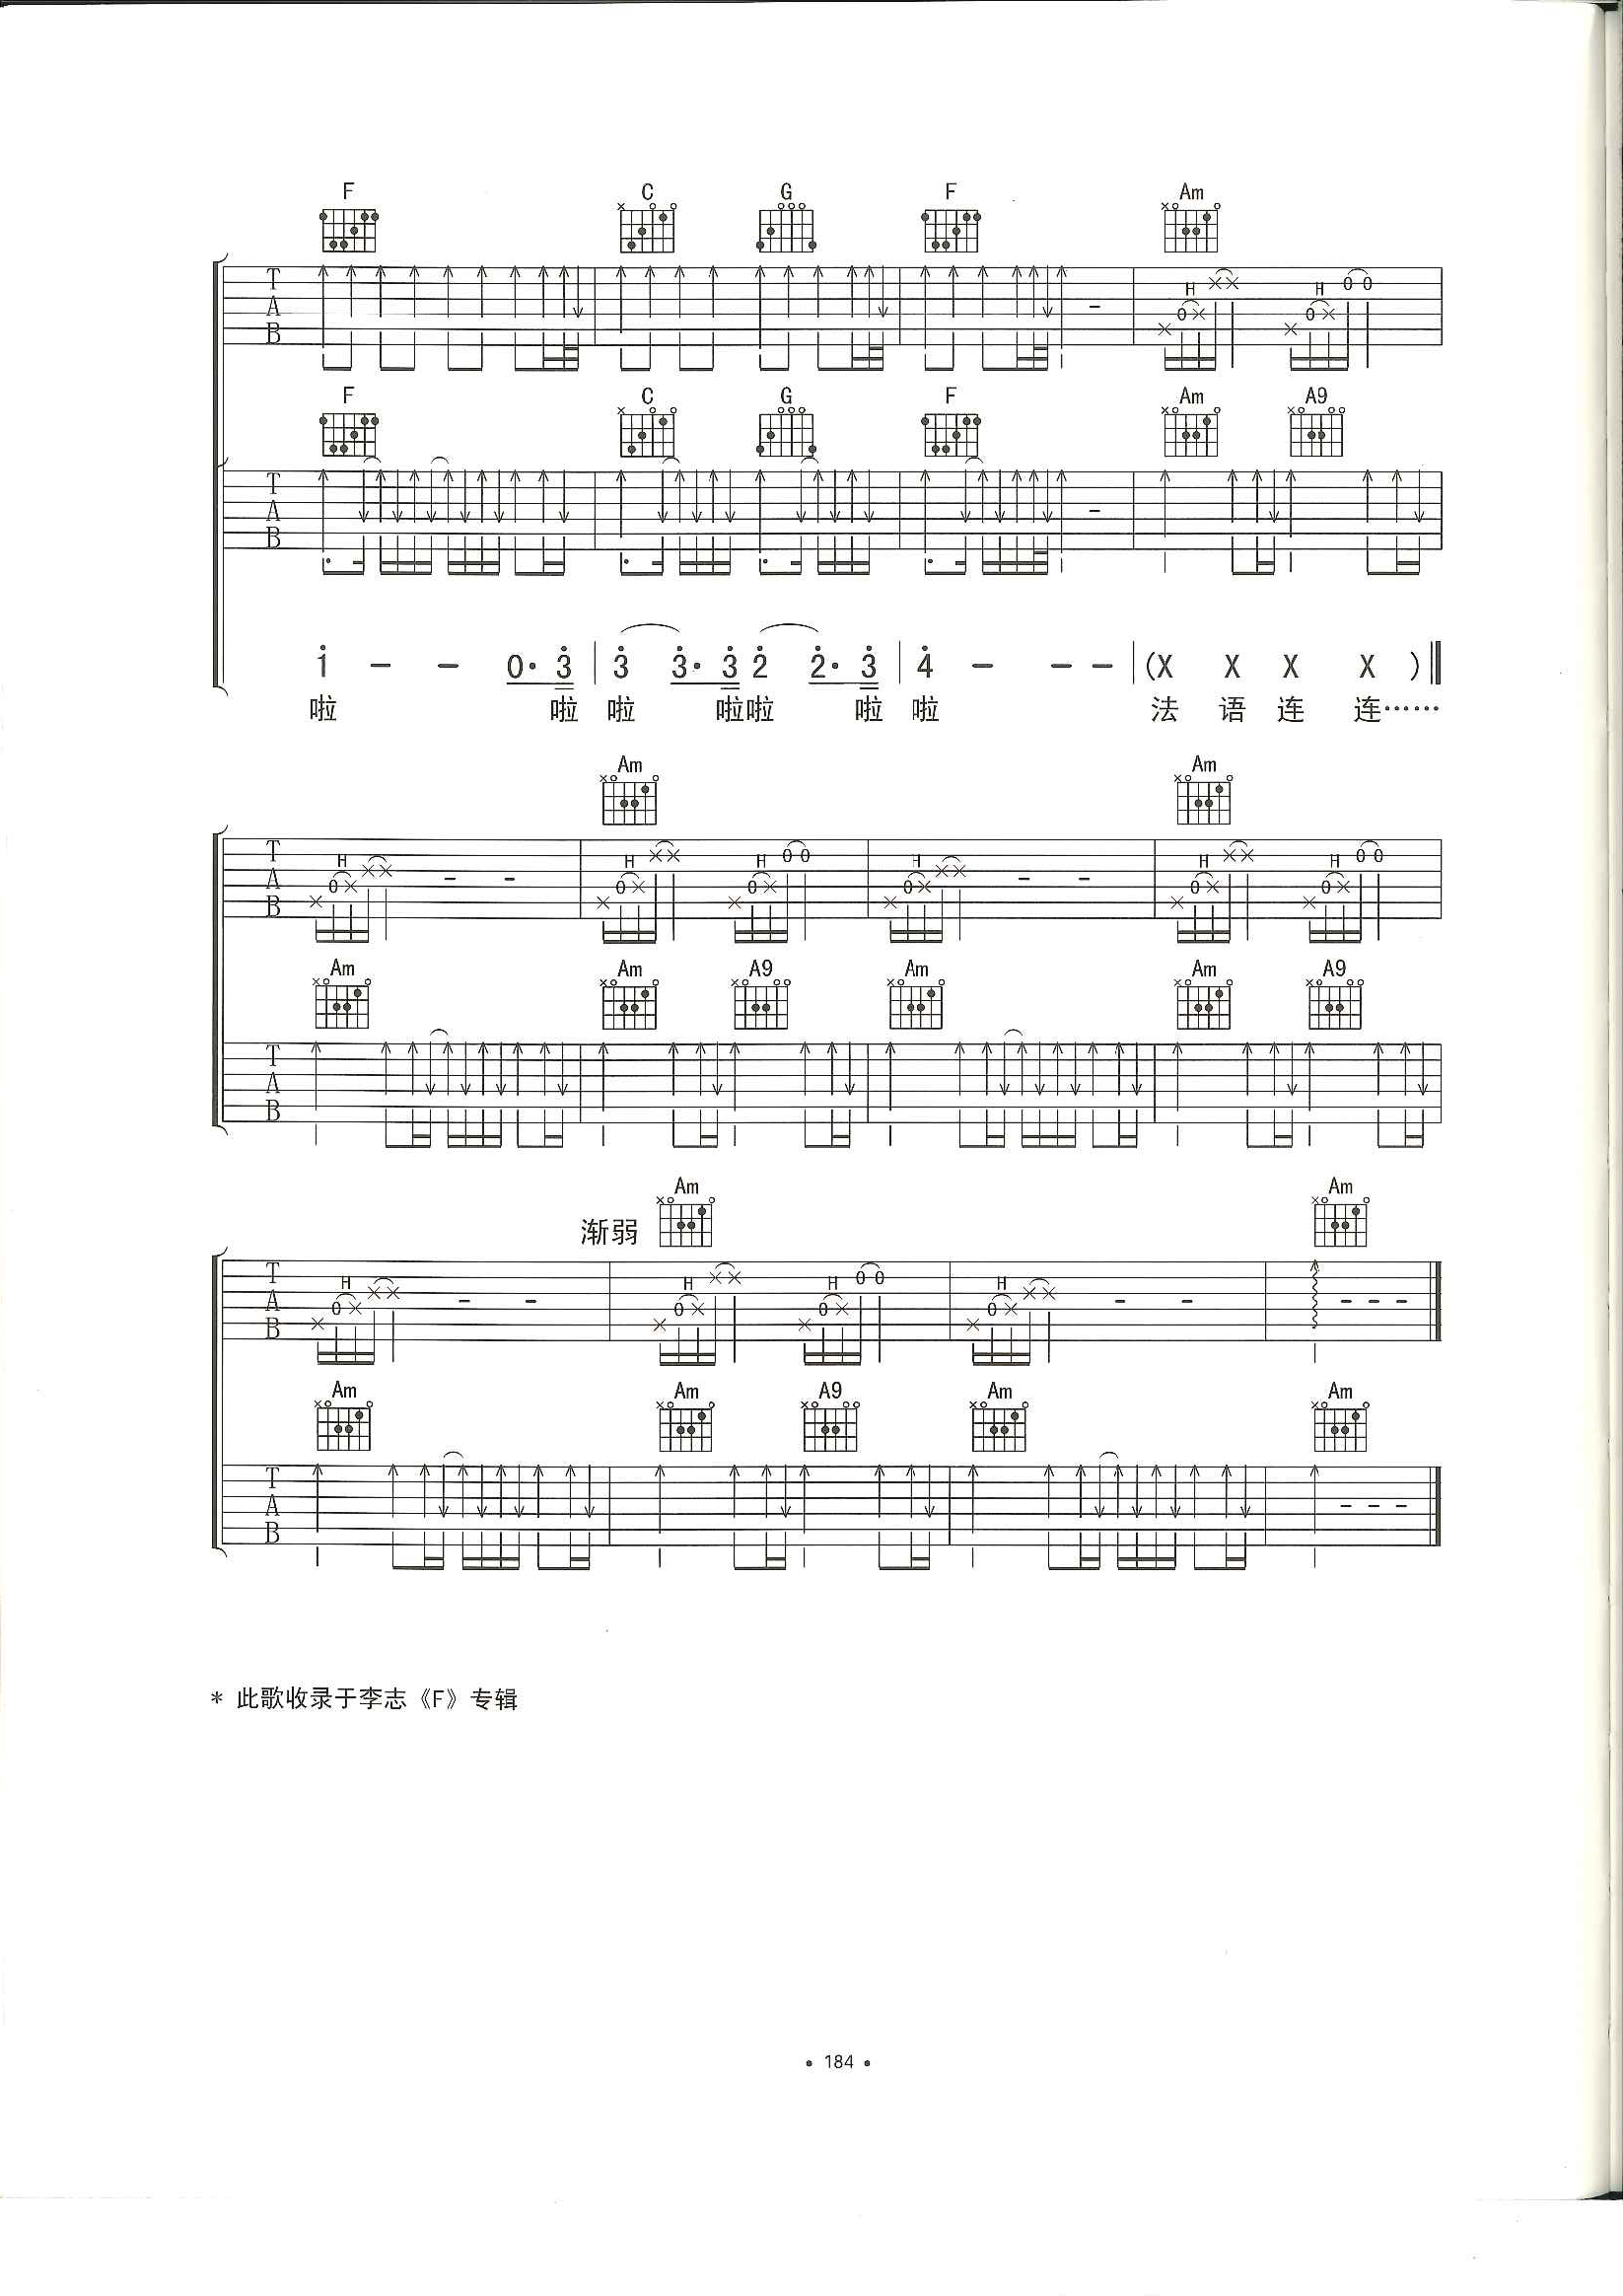 F C G F Am
T A B H H
F C G F Am A9
T A B
1 - - 0· 3 | 3 3· 3 2 2· 3 | 4 - - - | (X X X X )
啦 啦 啦 啦 啦 啦 啦 法 语 连 连……
Am Am
T A B H H H H H H
Am Am A9 Am Am A9
T A B
渐弱 Am Am
T A B H H H H
Am Am A9 Am Am
T A B
* 此歌收录于李志《F》专辑
• 184 •